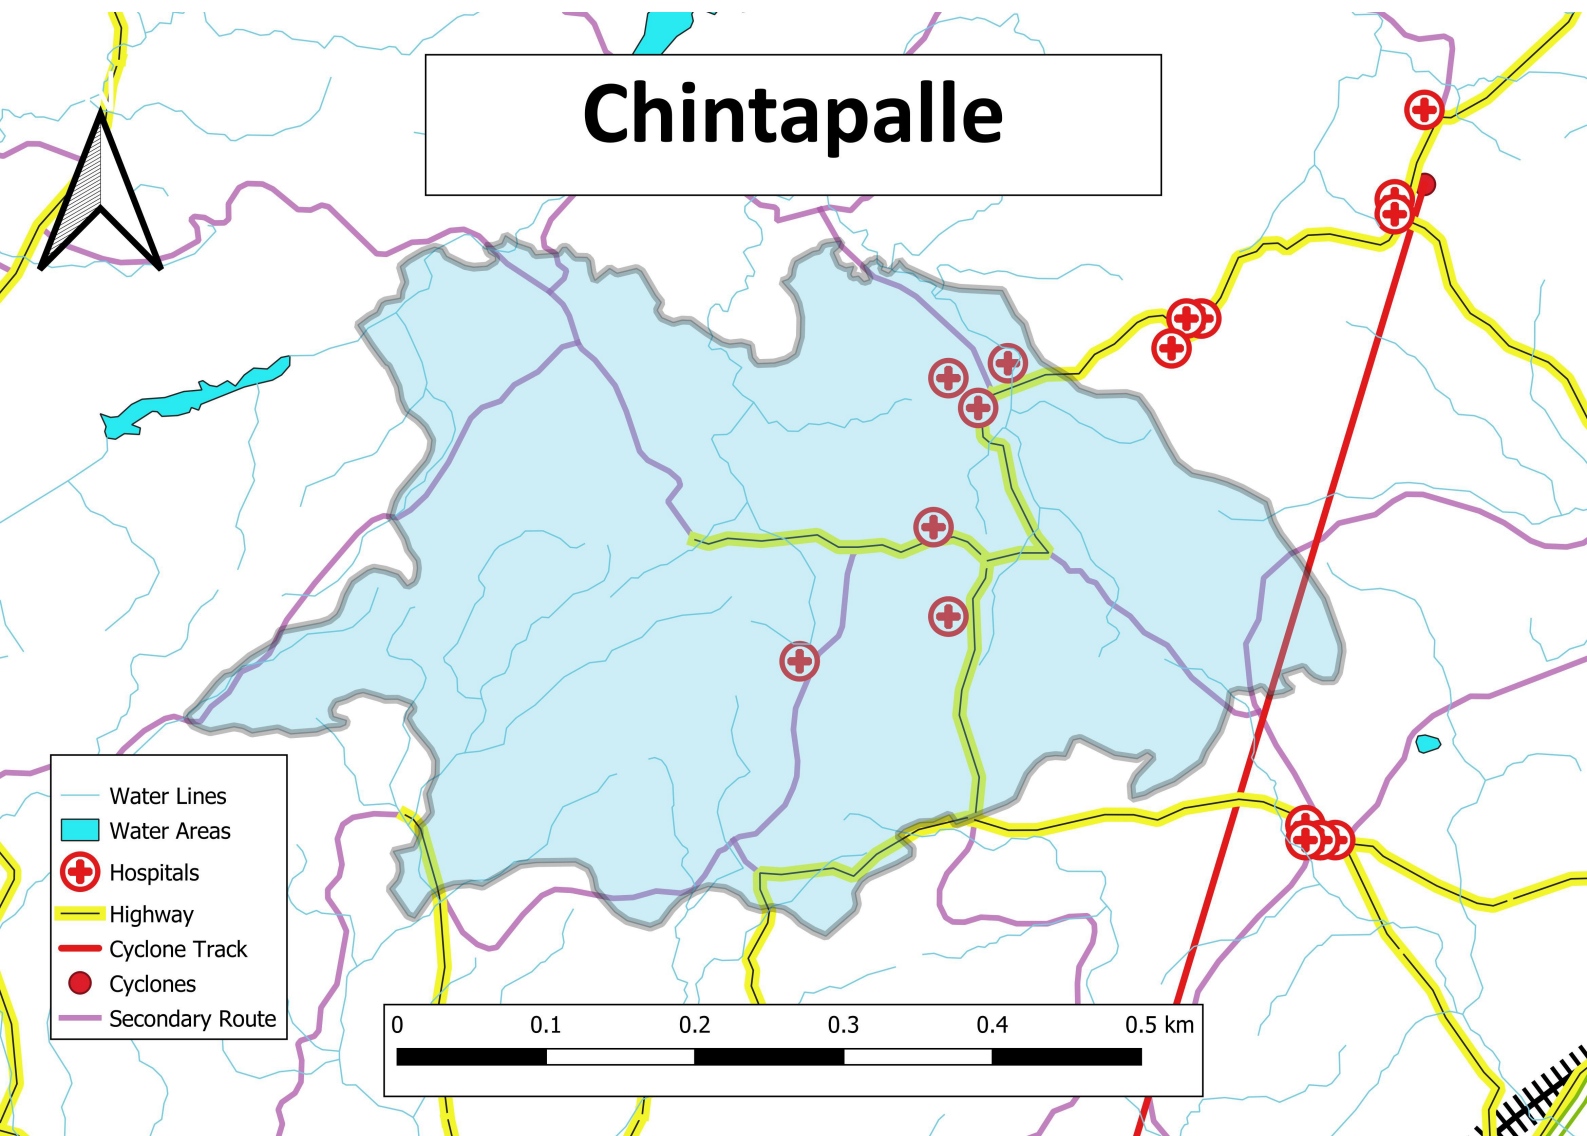 Chintapalle
Water Lines
Water Areas
Hospitals
Highway
Cyclone Track
Cyclones
Secondary Route
0 0.1 0.2 0.3 0.4 0.5 km